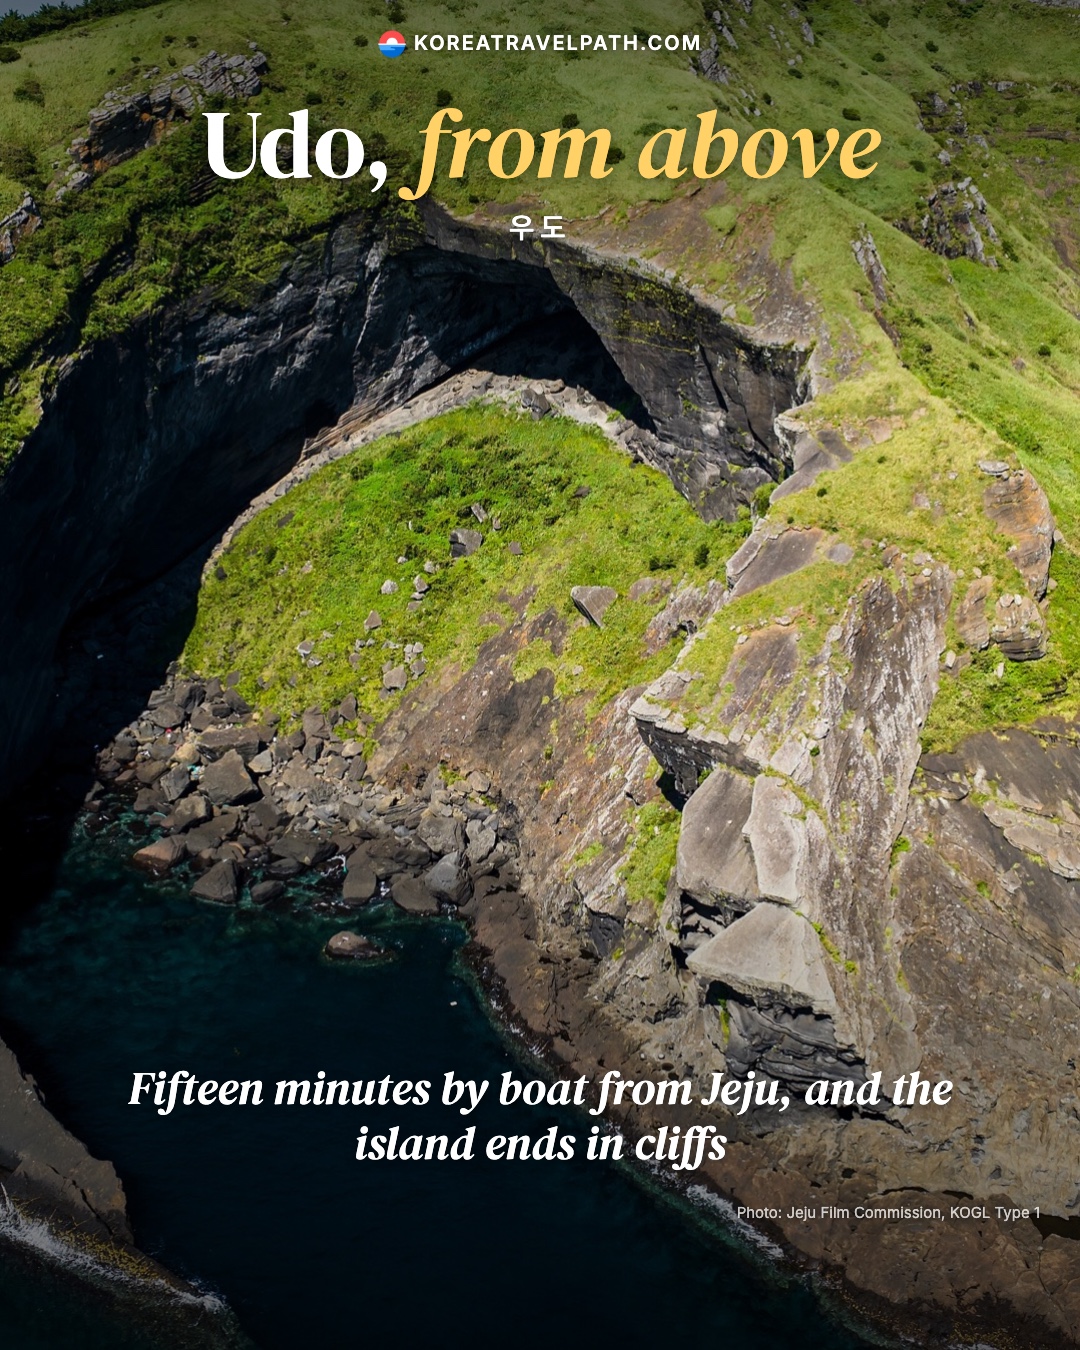 KOREATRAVELPATH.COM
Udo, from above
우도
Fifteen minutes by boat from Jeju, and the
island ends in cliffs
Photo: Jeju Film Commission, KOGL Type 1